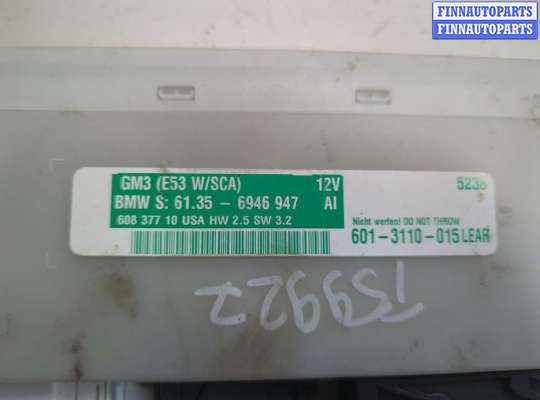 FINNAUTOPARTS
FINNAUTOPARTS
GM3 (E53 W/SCA) 12V
BMW S: 61.35 - 6946 947 AI
608 377 10 USA HW 2.5 SW 3.2
5238
Nicht werfen! DO NOT THROW
601-3110-015 LEAR
TS9922